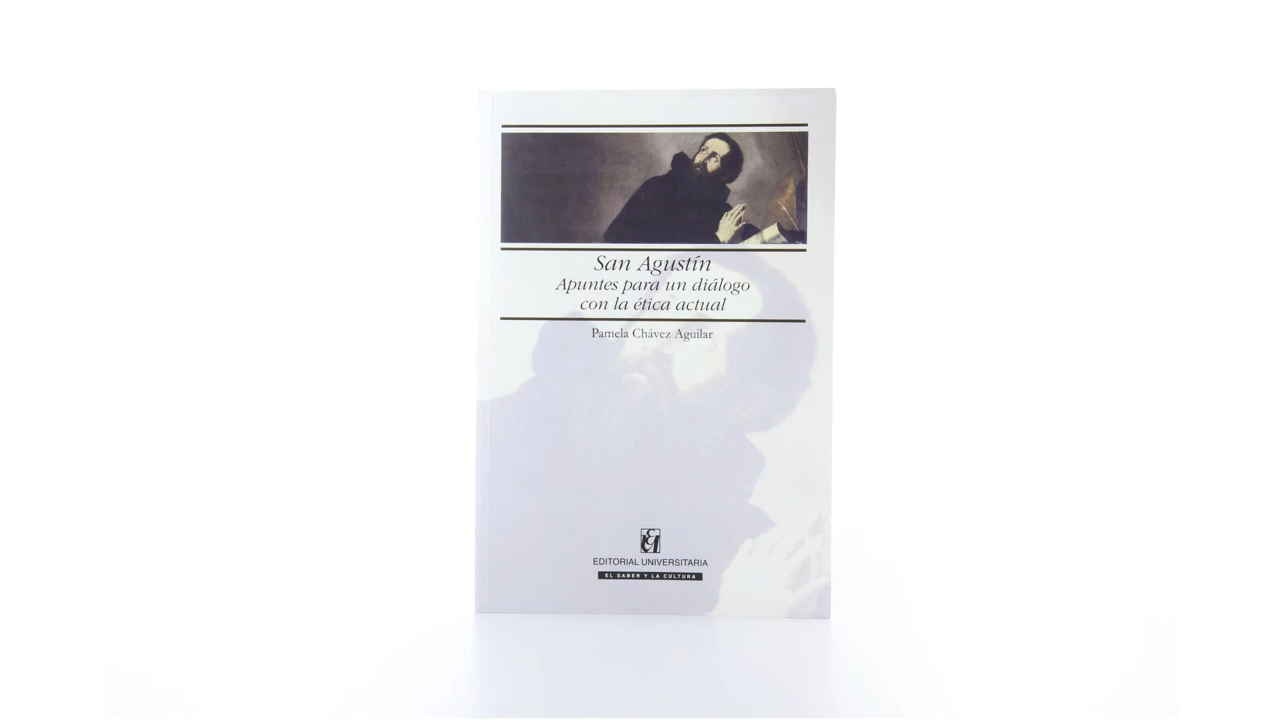 San Agustín
Apuntes para un diálogo
con la ética actual
Pamela Chávez Aguilar
EDITORIAL UNIVERSITARIA
EL SABER Y LA CULTURA